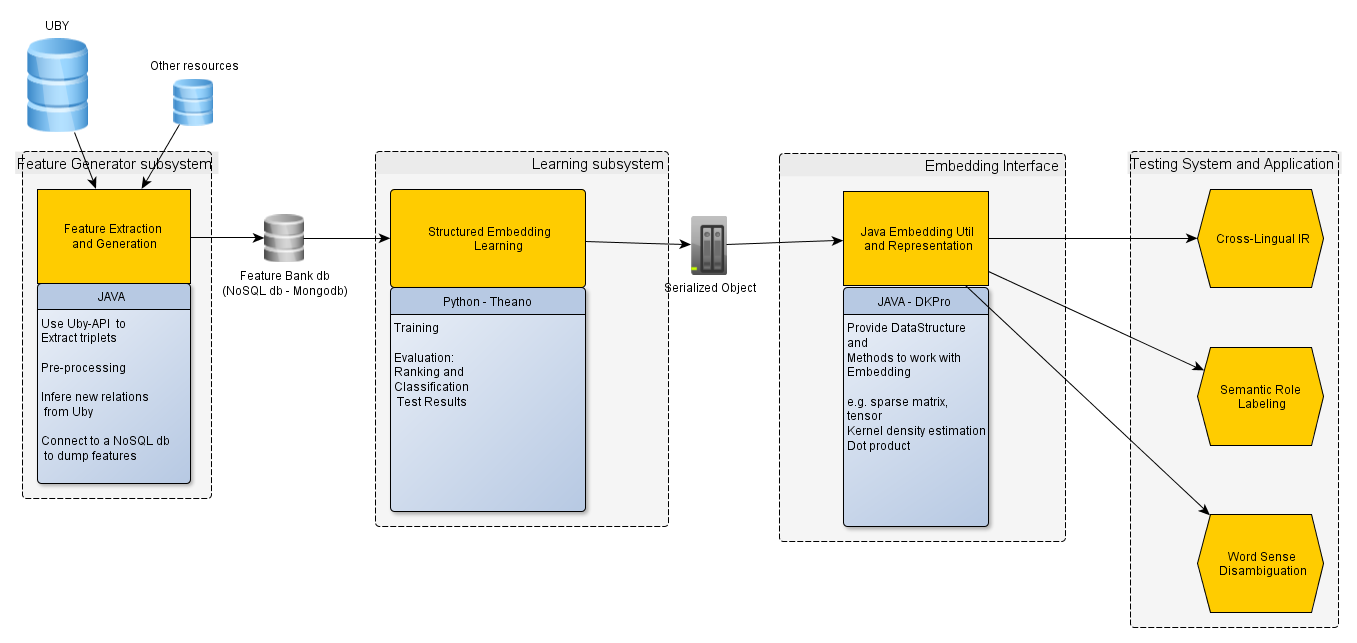 UBY
Other resources
Feature Generator subsystem
Feature Extraction
and Generation
JAVA
Use Uby-API to
Extract triplets
Pre-processing
Infere new relations
from Uby
Connect to a NoSQL db
to dump features
Feature Bank db
(NoSQL db - Mongodb)
Learning subsystem
Structured Embedding
Learning
Python - Theano
Training
Evaluation:
Ranking and
Classification
Test Results
Serialized Object
Embedding Interface
Java Embedding Util
and Representation
JAVA - DKPro
Provide DataStructure
and
Methods to work with
Embedding
e.g. sparse matrix,
tensor
Kernel density estimation
Dot product
Testing System and Application
Cross-Lingual IR
Semantic Role
Labeling
Word Sense
Disambiguation